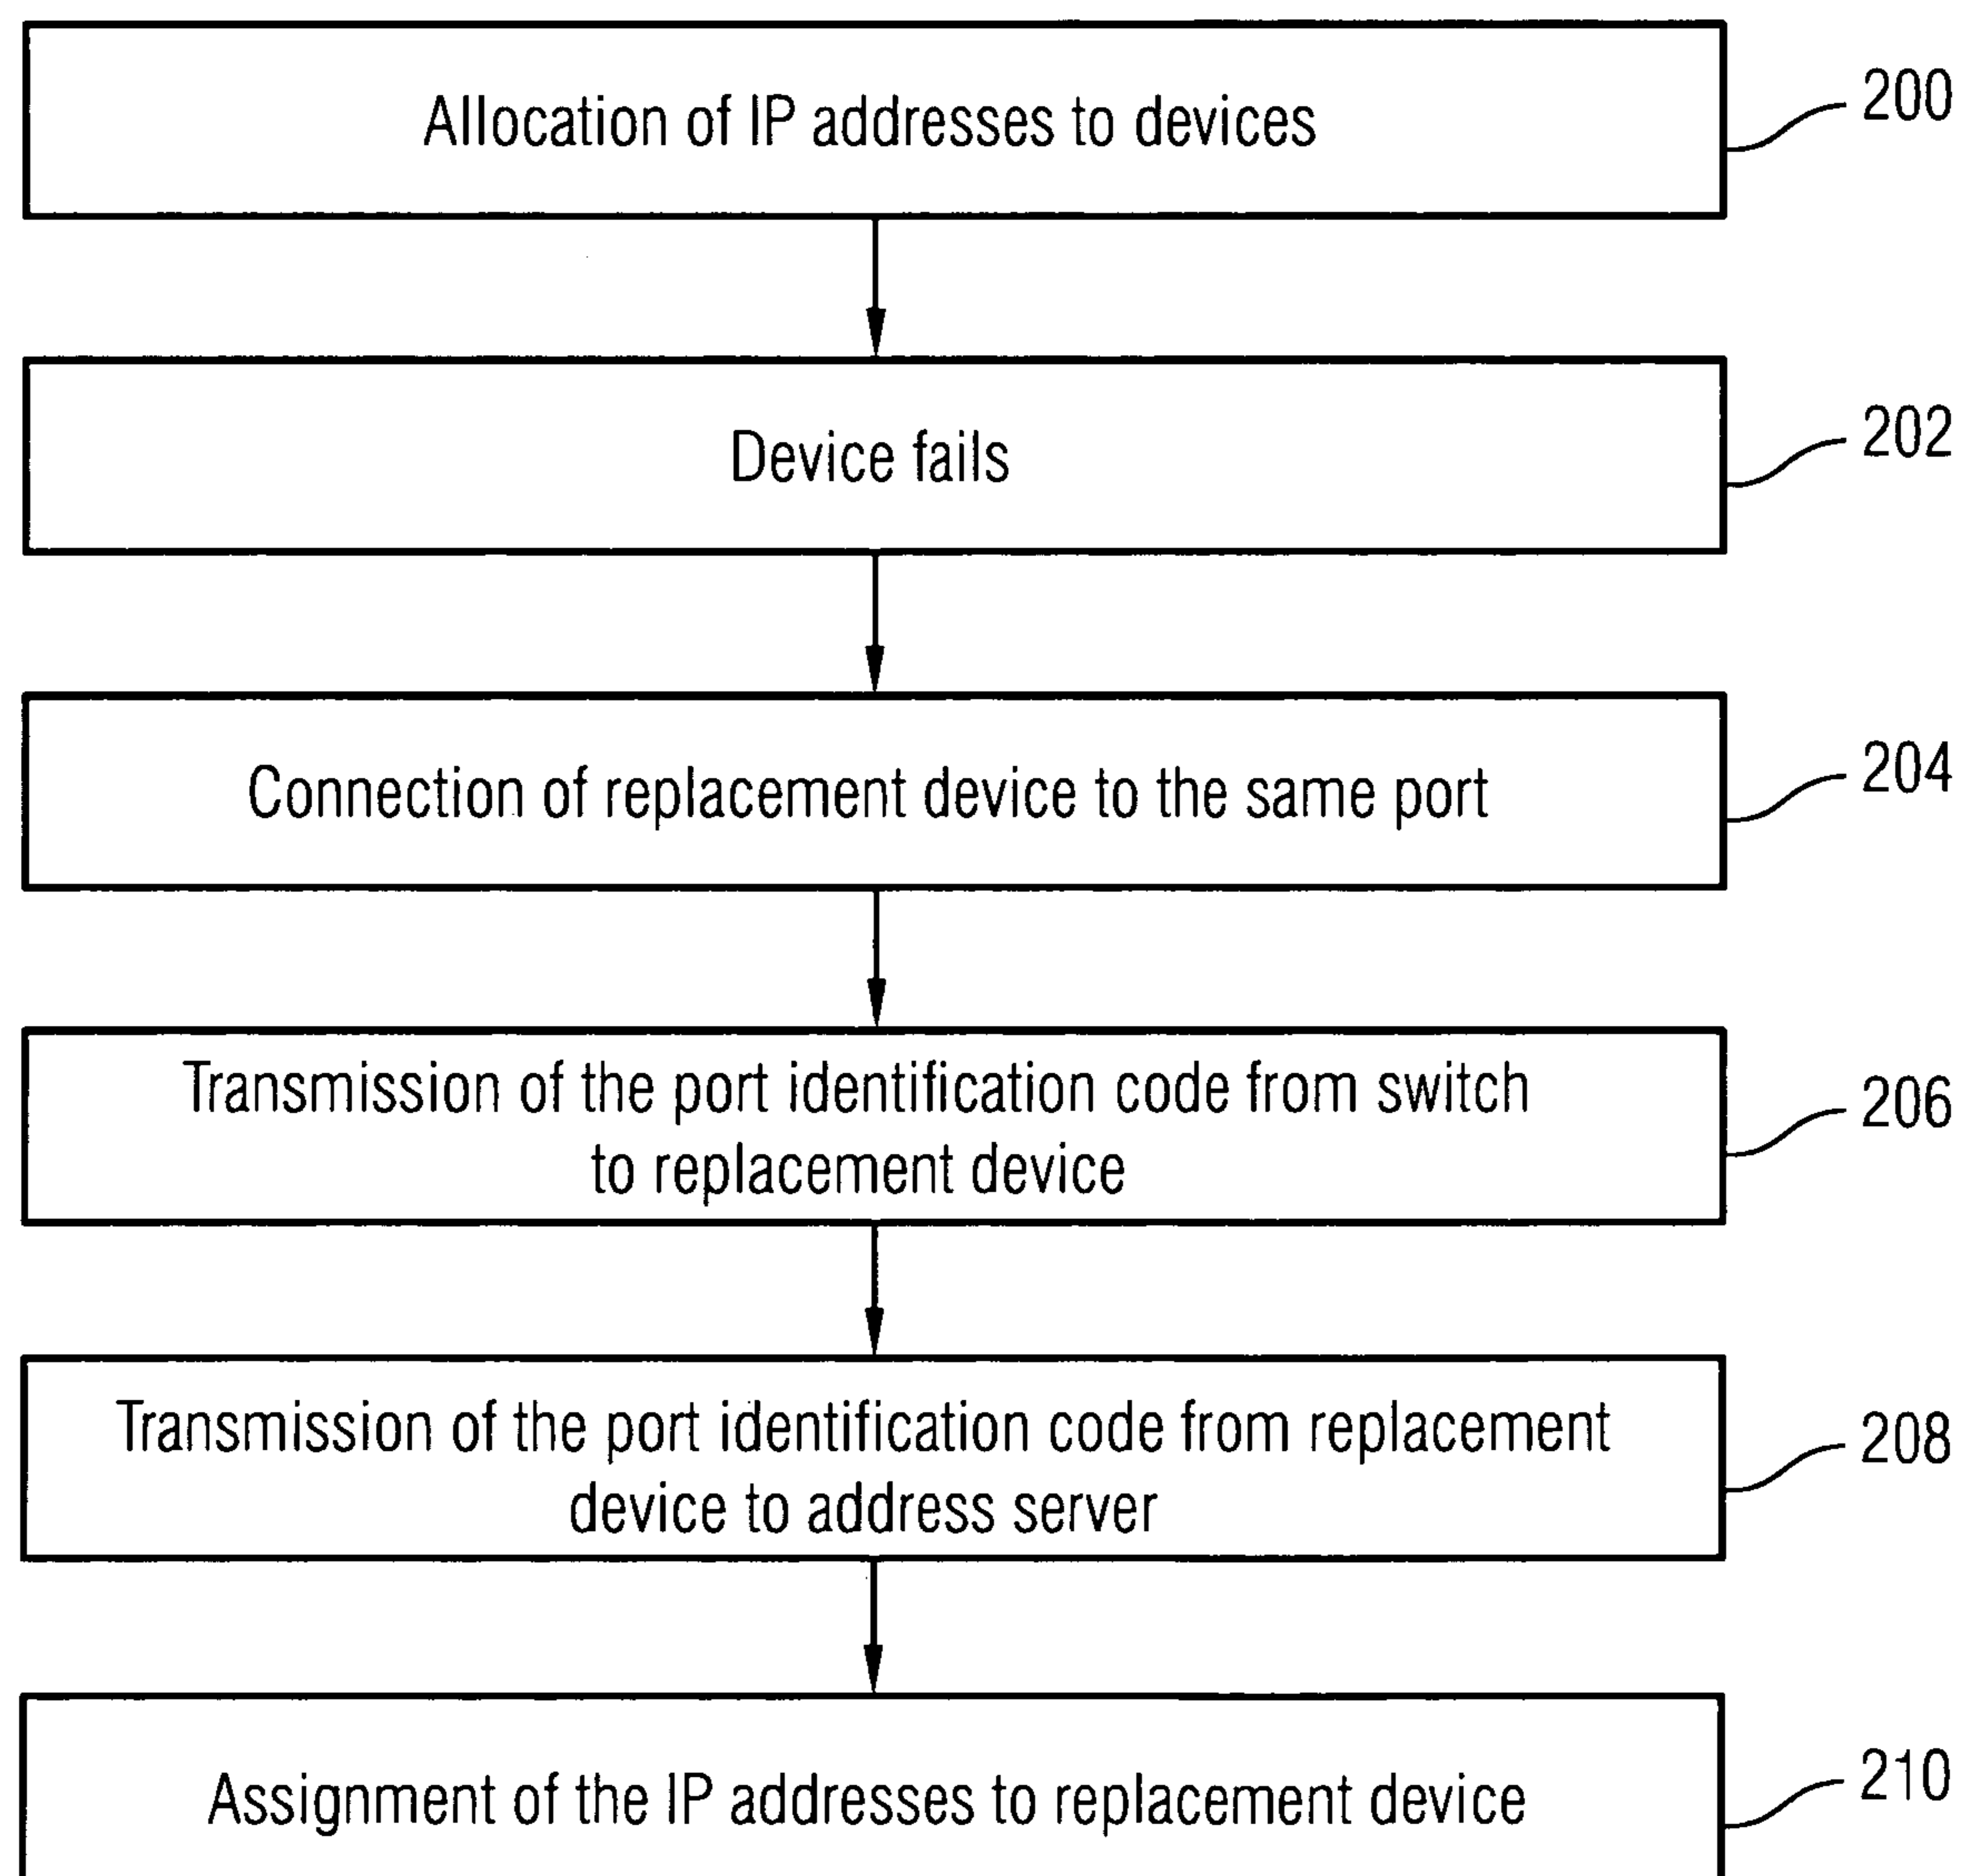 Allocation of IP addresses to devices
200
Device fails
202
Connection of replacement device to the same port
204
Transmission of the port identification code from switch
to replacement device
206
Transmission of the port identification code from replacement
device to address server
208
Assignment of the IP addresses to replacement device
210